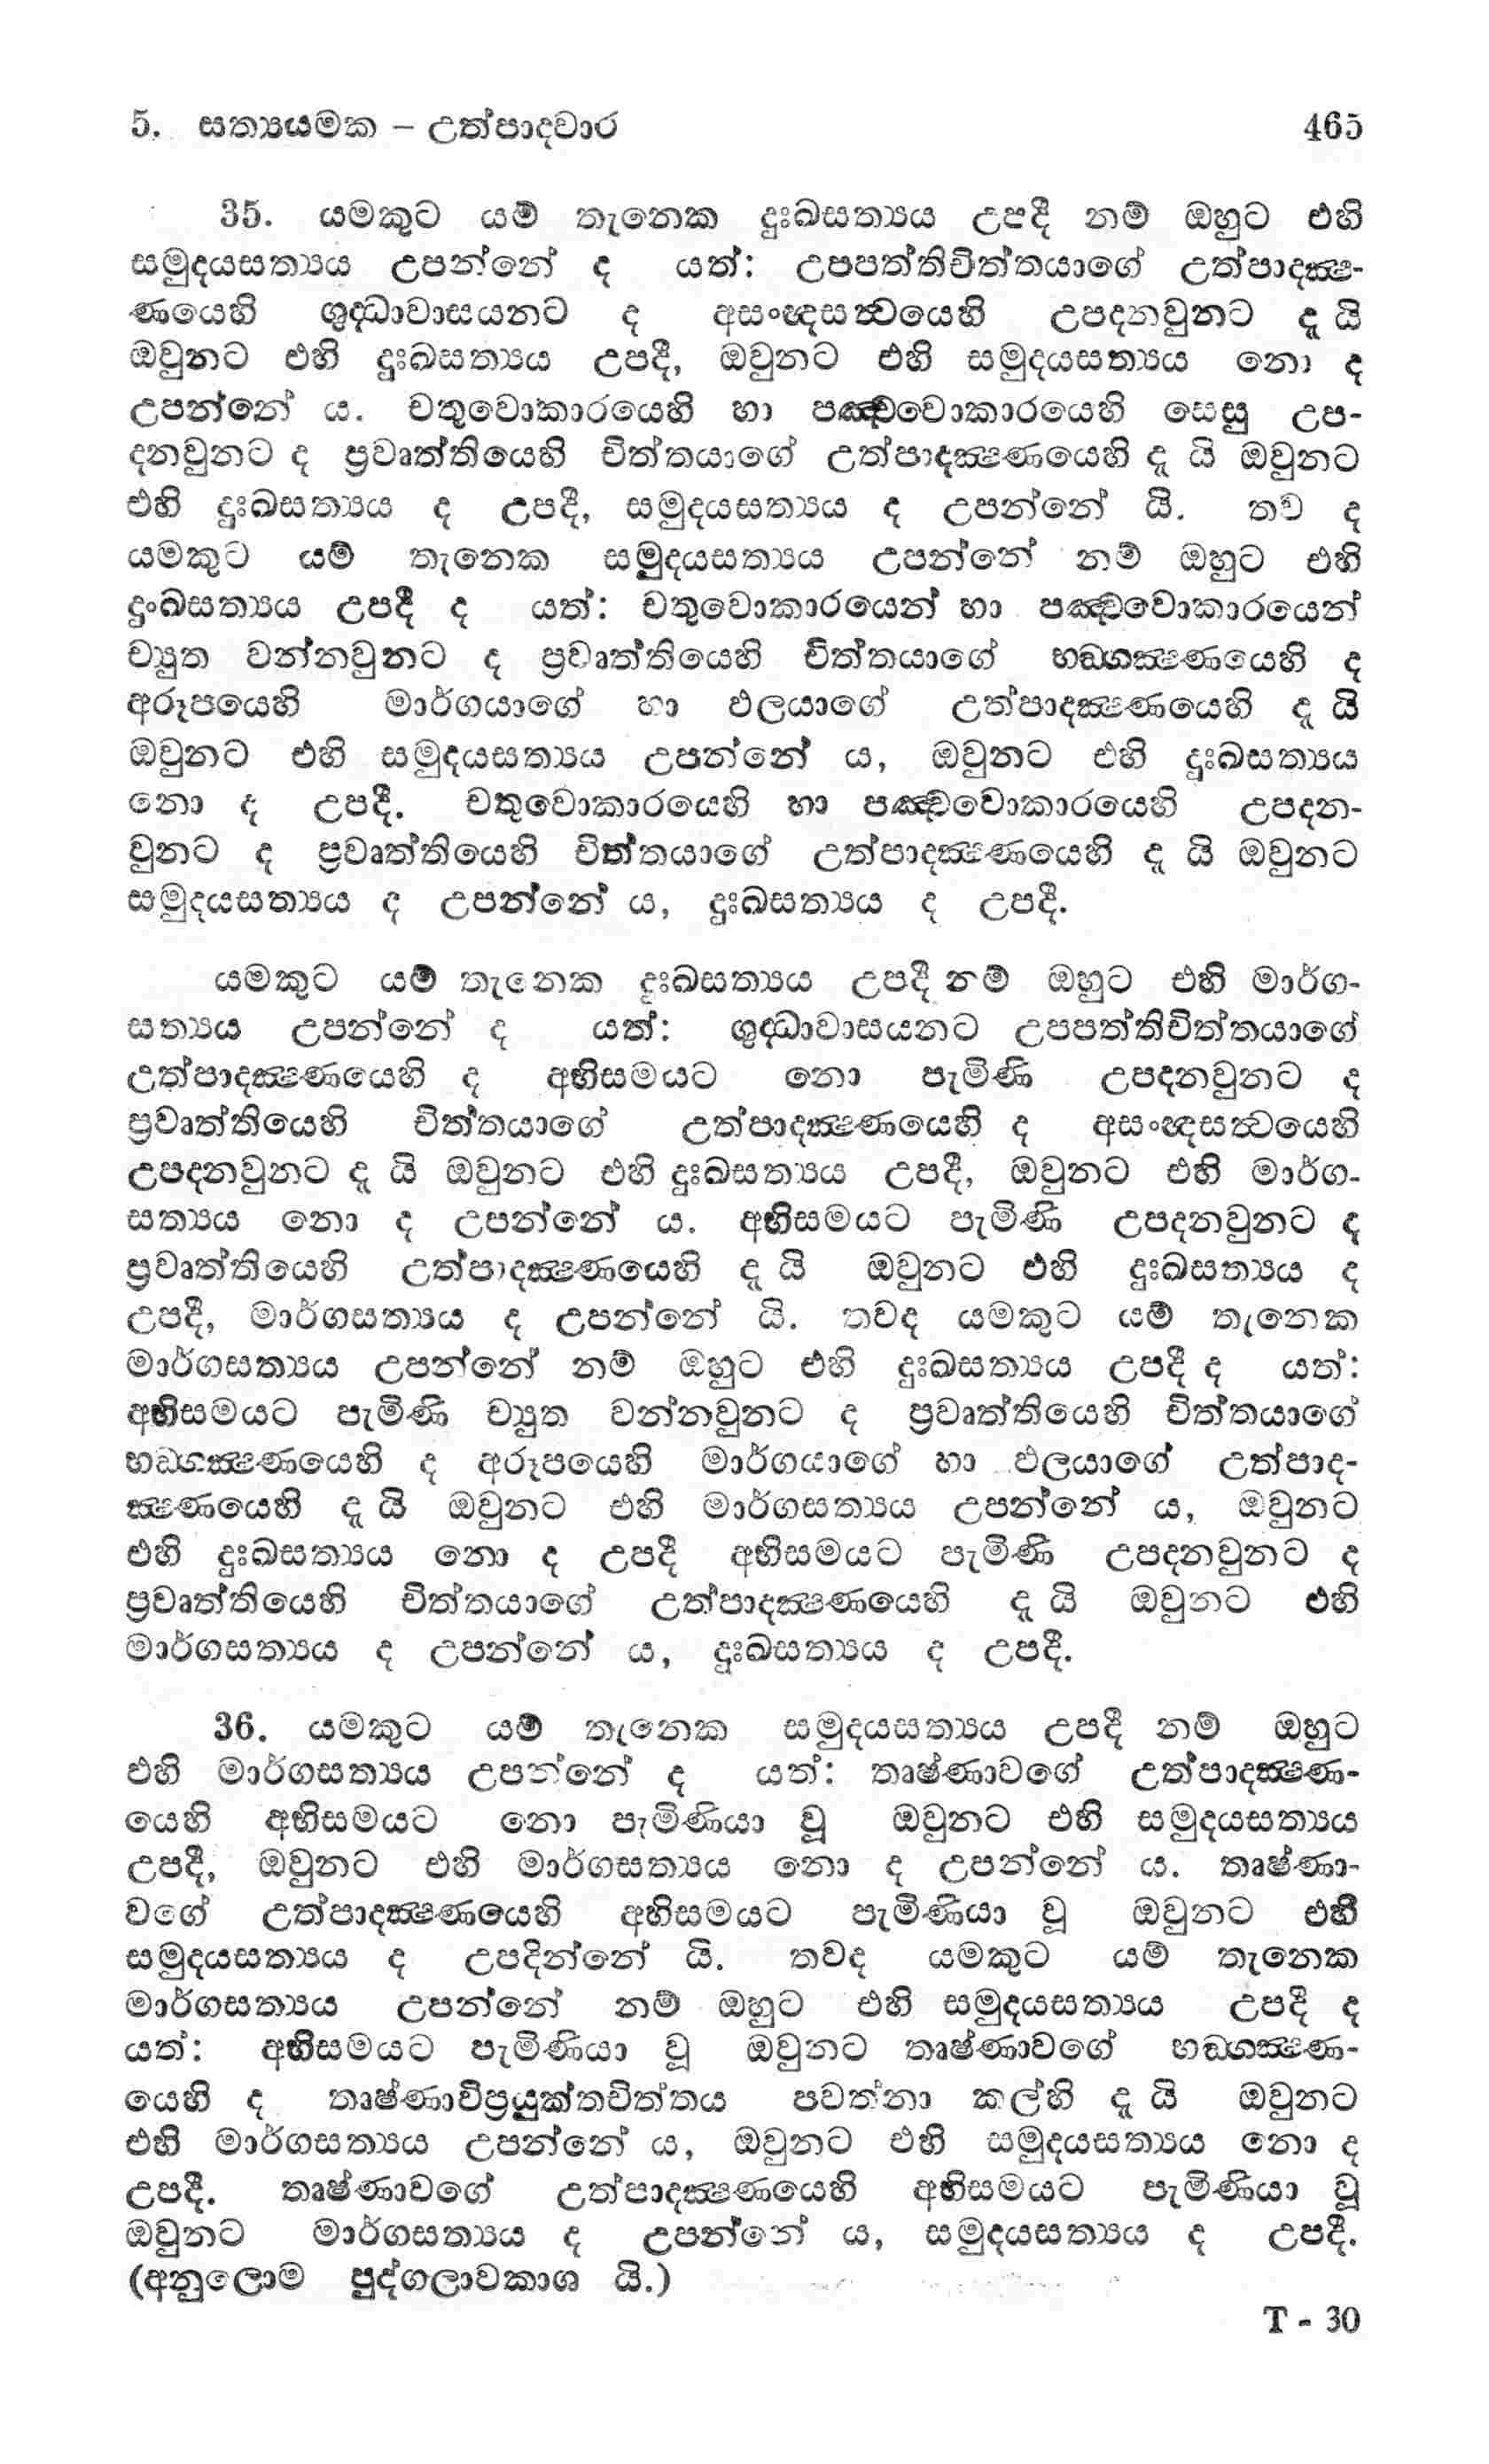 5. සත්‍යයමක – උත්පාදවාර 465
35. යමකුට යම් තැනෙක දුඃඛසත්‍යය උපදී නම් ඔහුට එහි
සමුදයසත්‍යය උපන්නේ ද යත්: උපපත්තිචිත්තයාගේ උත්පාදක්‍ෂ-
ණයෙහි ශුද්ධාවාසයනට ද අසංඥසත්ත්‍වයෙහි උපදනවුනට දැ යි
ඔවුනට එහි දුඃඛසත්‍යය උපදී, ඔවුනට එහි සමුදයසත්‍යය නො ද
උපන්නේ ය. චතුවොකාරයෙහි හා පඤ්චවොකාරයෙහි සෙසු උප-
දනවුනට ද ප්‍රවෘත්තියෙහි චිත්තයාගේ උත්පාදක්‍ෂණයෙහි දැ යි ඔවුනට
එහි දුඃඛසත්‍යය ද උපදී, සමුදයසත්‍යය ද උපන්නේ යි. තව ද
යමකුට යම් තැනෙක සමුදයසත්‍යය උපන්නේ නම් ඔහුට එහි
දුංඛසත්‍යය උපදී ද යත්: චතුවොකාරයෙන් හා පඤ්චවොකාරයෙන්
ච්‍යුත වන්නවුනට ද ප්‍රවෘත්තියෙහි චිත්තයාගේ භඞ්ගක්‍ෂණයෙහි ද
අරූපයෙහි මාර්ගයාගේ හා ඵලයාගේ උත්පාදක්‍ෂණයෙහි දැ යි
ඔවුනට එහි සමුදයසත්‍යය උපන්නේ ය, ඔවුනට එහි දුඃඛසත්‍යය
නො ද උපදී. චතුවොකාරයෙහි හා පඤ්චවොකාරයෙහි උපදන-
වුනට ද ප්‍රවෘත්තියෙහි චිත්තයාගේ උත්පාදක්‍ෂණයෙහි දැ යි ඔවුනට
සමුදයසත්‍යය ද උපන්නේ ය, දුඃඛසත්‍යය ද උපදී.
යමකුට යම් තැනෙක දුඃඛසත්‍යය උපදී නම් ඔහුට එහි මාර්ග-
සත්‍යය උපන්නේ ද යත්: ශුද්ධාවාසයනට උපපත්තිචිත්තයාගේ
උත්පාදක්‍ෂණයෙහි ද අභිසමයට නො පැමිණි උපදනවුනට ද
ප්‍රවෘත්තියෙහි චිත්තයාගේ උත්පාදක්‍ෂණයෙහි ද අසංඥසත්ත්‍වයෙහි
උපදනවුනට දැ යි ඔවුනට එහි දුඃඛසත්‍යය උපදී, ඔවුනට එහි මාර්ග-
සත්‍යය නො ද උපන්නේ ය. අභිසමයට පැමිණි උපදනවුනට ද
ප්‍රවෘත්තියෙහි උත්පාදක්‍ෂණයෙහි දැ යි ඔවුනට එහි දුඃඛසත්‍යය ද
උපදී, මාර්ගසත්‍යය ද උපන්නේ යි. තවද යමකුට යම් තැනෙක
මාර්ගසත්‍යය උපන්නේ නම් ඔහුට එහි දුඃඛසත්‍යය උපදී ද යත්:
අභිසමයට පැමිණි ච්‍යුත වන්නවුනට ද ප්‍රවෘත්තියෙහි චිත්තයාගේ
භඞ්ගක්‍ෂණයෙහි ද අරූපයෙහි මාර්ගයාගේ හා ඵලයාගේ උත්පාද-
ක්‍ෂණයෙහි දැ යි ඔවුනට එහි මාර්ගසත්‍යය උපන්නේ ය, ඔවුනට
එහි දුඃඛසත්‍යය නො ද උපදී අභිසමයට පැමිණි උපදනවුනට ද
ප්‍රවෘත්තියෙහි චිත්තයාගේ උත්පාදක්‍ෂණයෙහි දැ යි ඔවුනට එහි
මාර්ගසත්‍යය ද උපන්නේ ය, දුඃඛසත්‍යය ද උපදී.
36. යමකුට යම් තැනෙක සමුදයසත්‍යය උපදී නම් ඔහුට
එහි මාර්ගසත්‍යය උපන්නේ ද යත්: තෘෂ්ණාවගේ උත්පාදක්‍ෂණ-
යෙහි අභිසමයට නො පැමිණියා වූ ඔවුනට එහි සමුදයසත්‍යය
උපදී, ඔවුනට එහි මාර්ගසත්‍යය නො ද උපන්නේ ය. තෘෂ්ණා-
වගේ උත්පාදක්‍ෂණයෙහි අභිසමයට පැමිණියා වූ ඔවුනට එහි
සමුදයසත්‍යය ද උපදින්නේ යි. තවද යමකුට යම් තැනෙක
මාර්ගසත්‍යය උපන්නේ නම් ඔහුට එහි සමුදයසත්‍යය උපදී ද
යත්: අභිසමයට පැමිණියා වූ ඔවුනට තෘෂ්ණාවගේ භඞ්ගක්‍ෂණ-
යෙහි ද තෘෂ්ණාවිප්‍රයුක්තචිත්තය පවත්නා කල්හි දැ යි ඔවුනට
එහි මාර්ගසත්‍යය උපන්නේ ය, ඔවුනට එහි සමුදයසත්‍යය නො ද
උපදී. තෘෂ්ණාවගේ උත්පාදක්‍ෂණයෙහි අභිසමයට පැමිණියා වූ
ඔවුනට මාර්ගසත්‍යය ද උපන්නේ ය, සමුදයසත්‍යය ද උපදී.
(අනුලොම පුද්ගලාවකාශ යි.)
T - 30